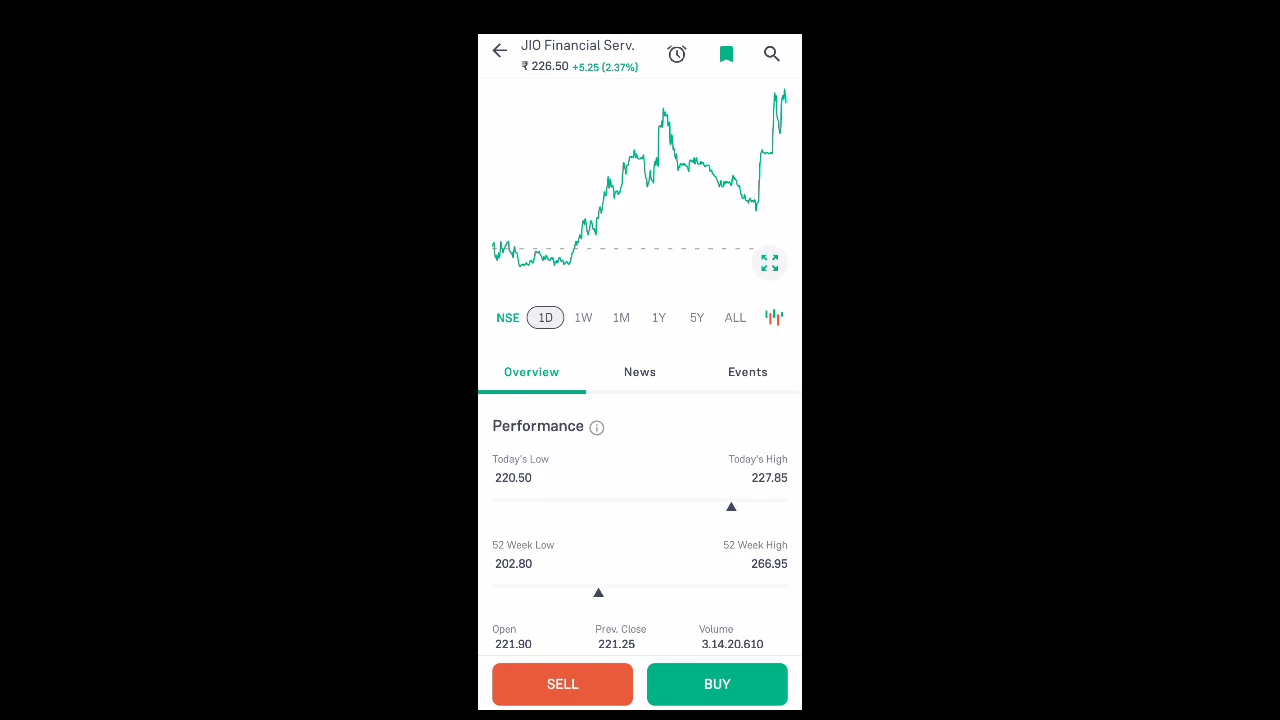 JIO Financial Serv.
₹ 226.50 +5.25 (2.37%)
NSE 1D 1W 1M 1Y 5Y ALL
Overview News Events
Performance
Today's Low Today's High
220.50 227.85
52 Week Low 52 Week High
202.80 266.95
Open Prev. Close Volume
221.90 221.25 3,14,20,610
SELL BUY